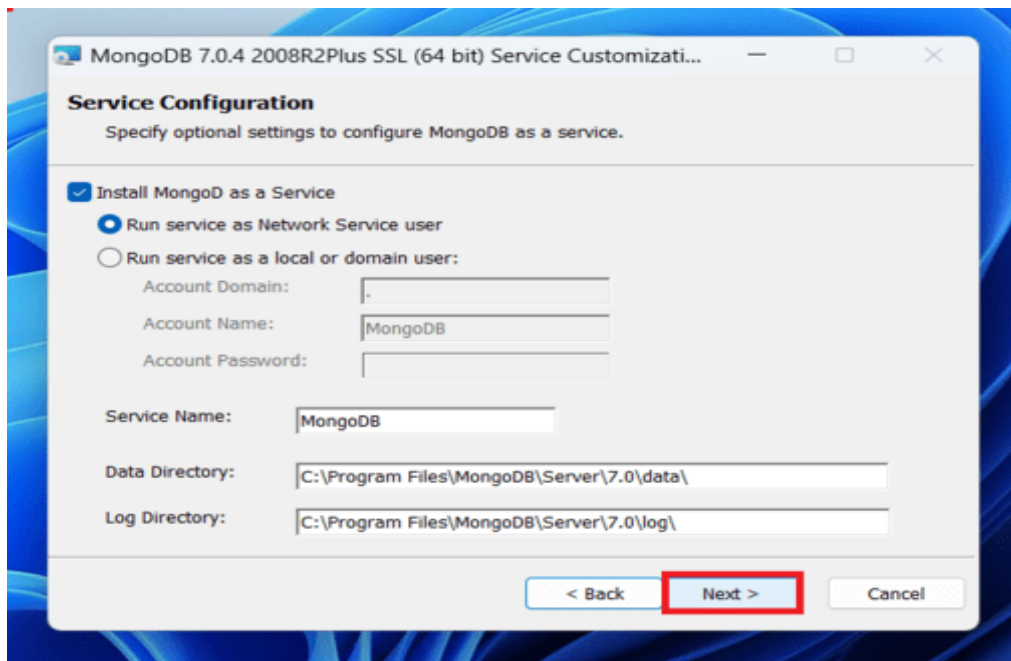 MongoDB 7.0.4 2008R2Plus SSL (64 bit) Service Customizati...
Service Configuration
Specify optional settings to configure MongoDB as a service.
Install MongoD as a Service
Run service as Network Service user
Run service as a local or domain user:
Account Domain: .
Account Name: MongoDB
Account Password:
Service Name: MongoDB
Data Directory: C:\Program Files\MongoDB\Server\7.0\data\
Log Directory: C:\Program Files\MongoDB\Server\7.0\log\
< Back Next > Cancel